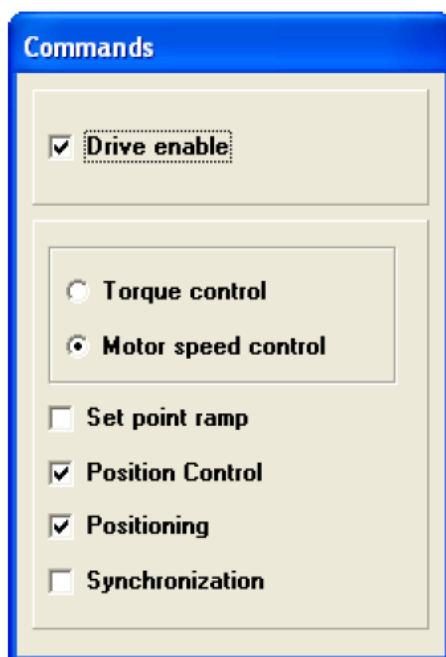 Commands
Drive enable
Torque control
Motor speed control
Set point ramp
Position Control
Positioning
Synchronization